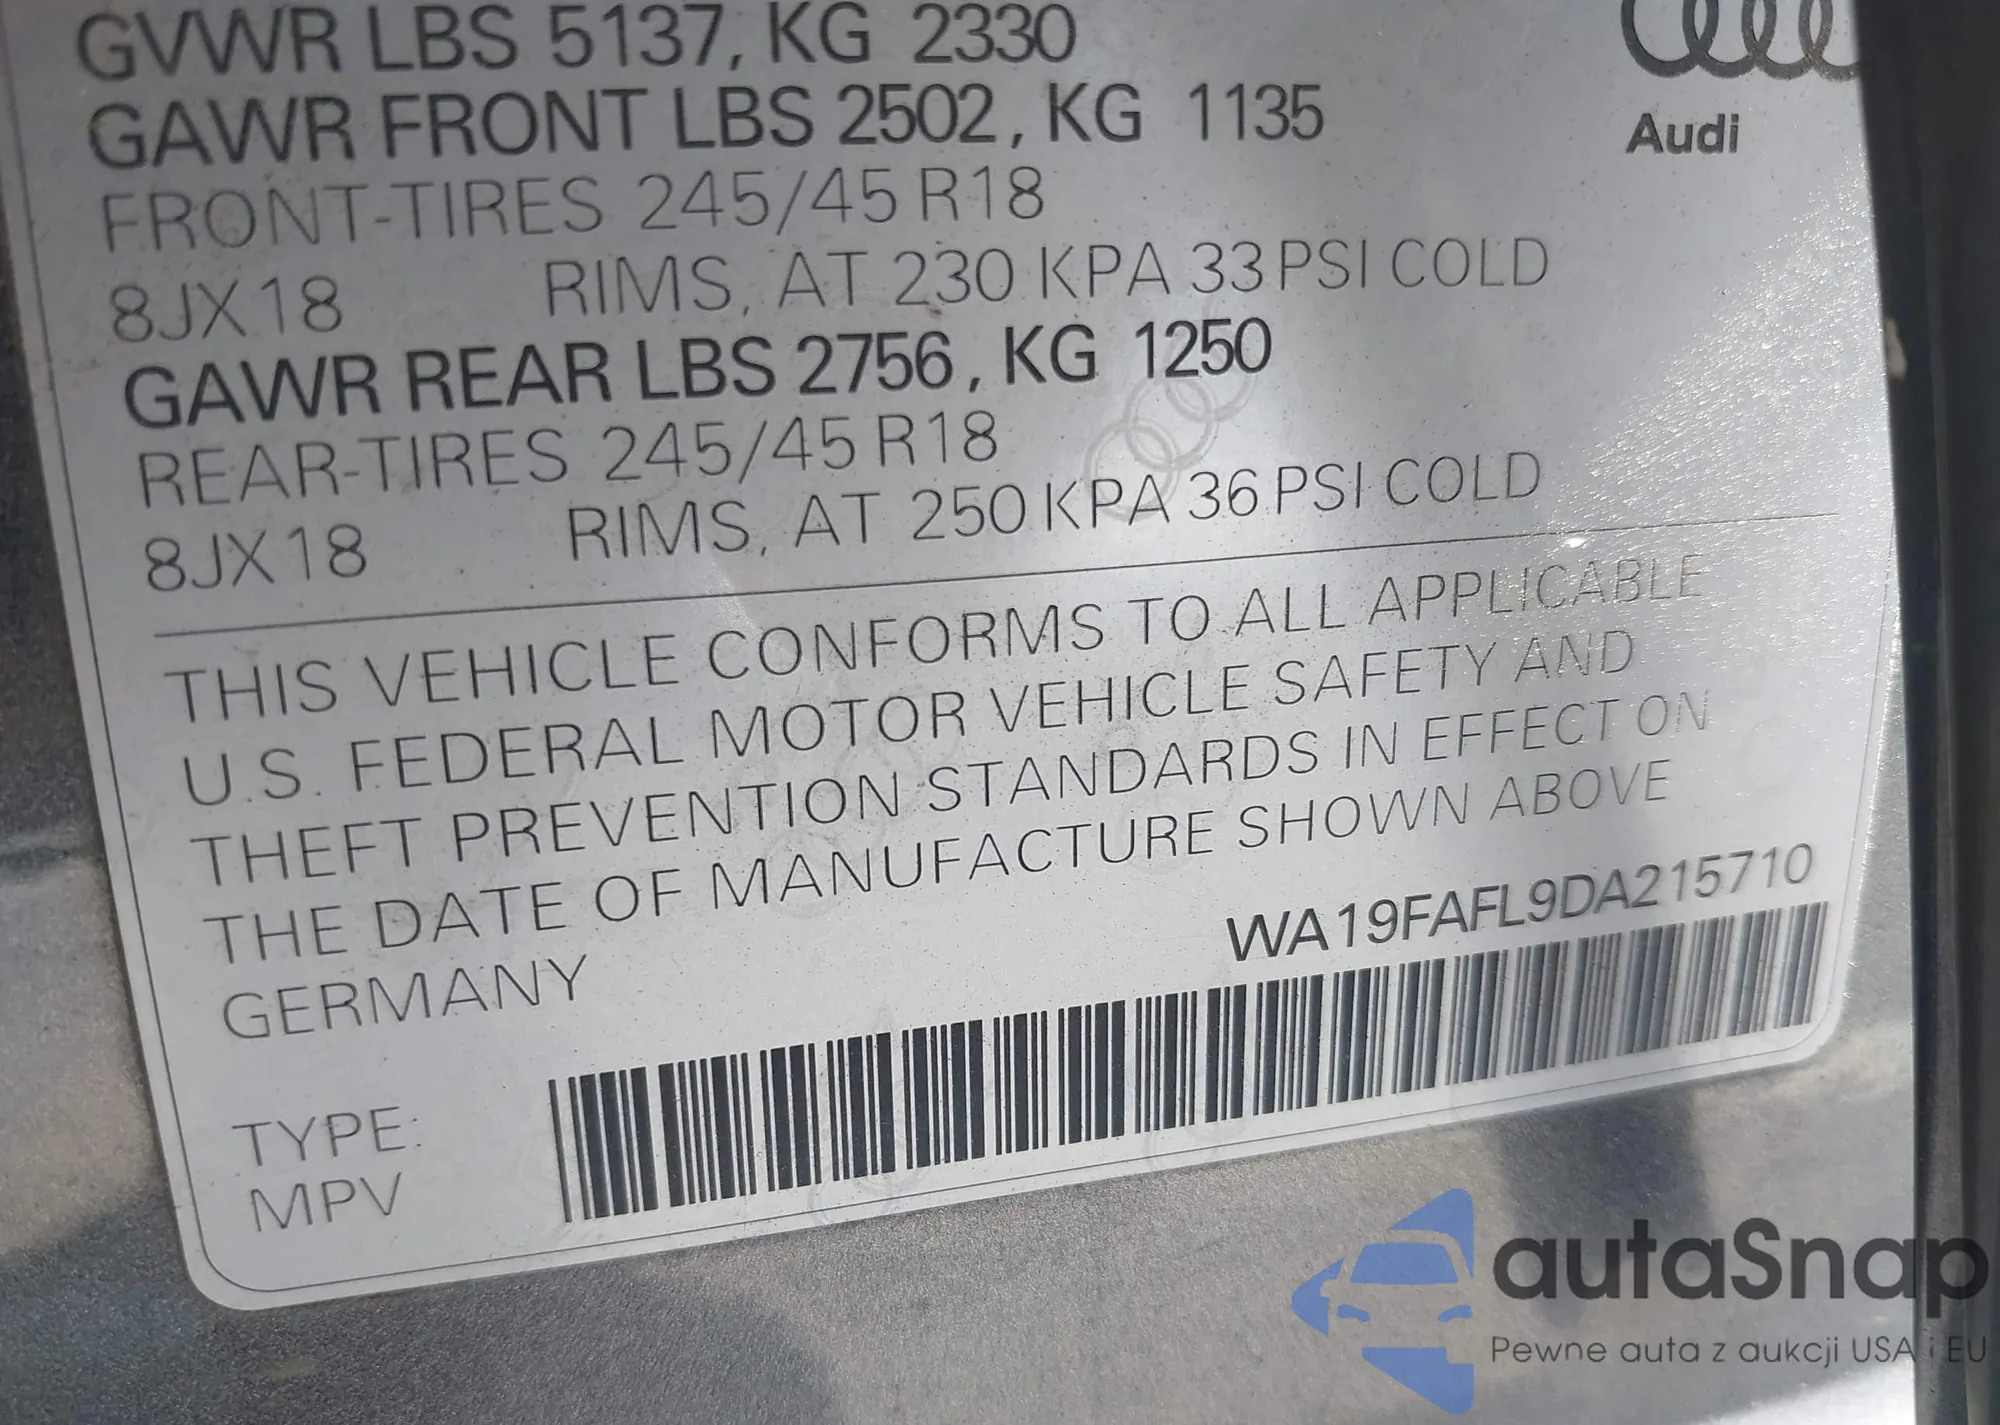 GVWR LBS 5137, KG 2330
GAWR FRONT LBS 2502, KG 1135
FRONT-TIRES 245/45 R18
8JX18 RIMS, AT 230 KPA 33 PSI COLD
GAWR REAR LBS 2756, KG 1250
REAR-TIRES 245/45 R18
8JX18 RIMS, AT 250 KPA 36 PSI COLD
Audi
THIS VEHICLE CONFORMS TO ALL APPLICABLE
U.S. FEDERAL MOTOR VEHICLE SAFETY AND
THEFT PREVENTION STANDARDS IN EFFECT ON
THE DATE OF MANUFACTURE SHOWN ABOVE
GERMANY
WA19FAFL9DA215710
TYPE:
MPV
autaSnap
Pewne auta z aukcji USA i EU